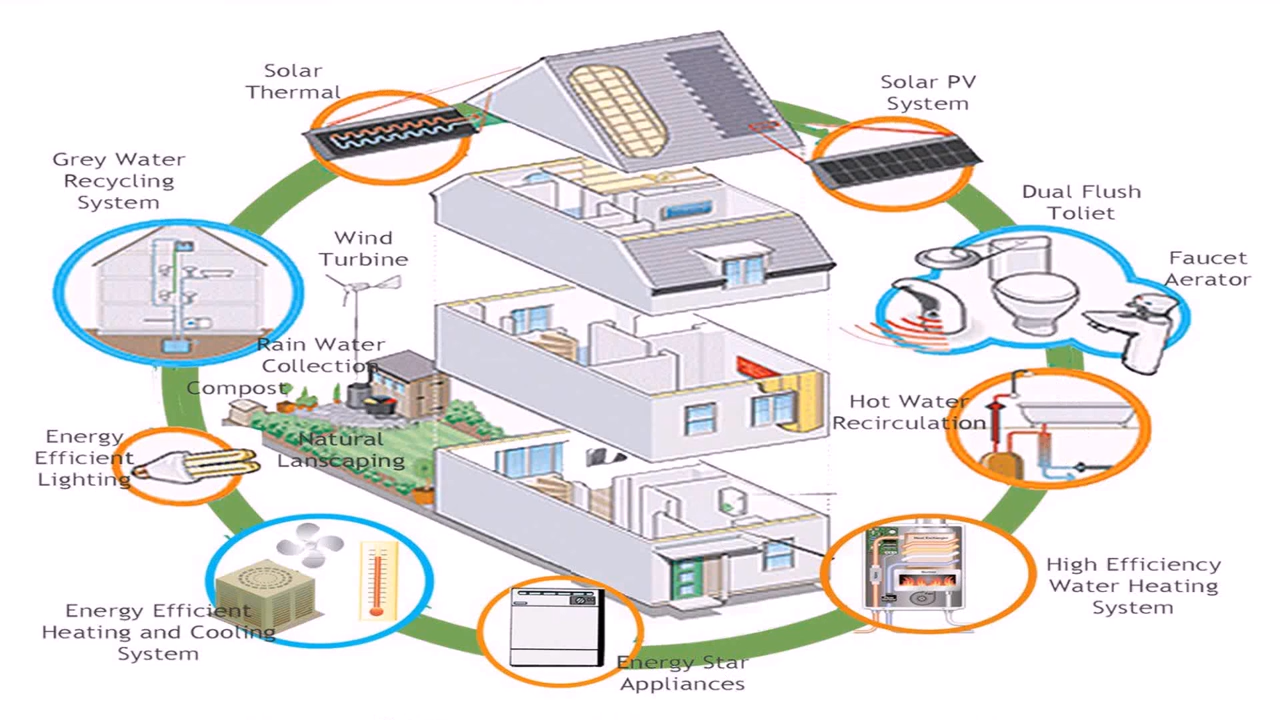 Solar
Thermal
Solar PV
System
Grey Water
Recycling
System
Dual Flush
Toliet
Wind
Turbine
Faucet
Aerator
Rain Water
Collection
Compost
Hot Water
Recirculation
Energy
Efficient
Lighting
Natural
Lanscaping
High Efficiency
Water Heating
System
Energy Efficient
Heating and Cooling
System
Energy Star
Appliances